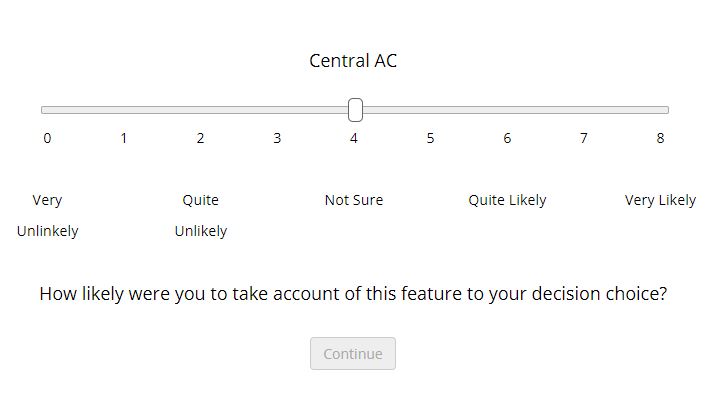 Central AC
0 1 2 3 4 5 6 7 8
Very Quite Not Sure Quite Likely Very Likely
Unlinkely Unlikely
How likely were you to take account of this feature to your decision choice?
Continue